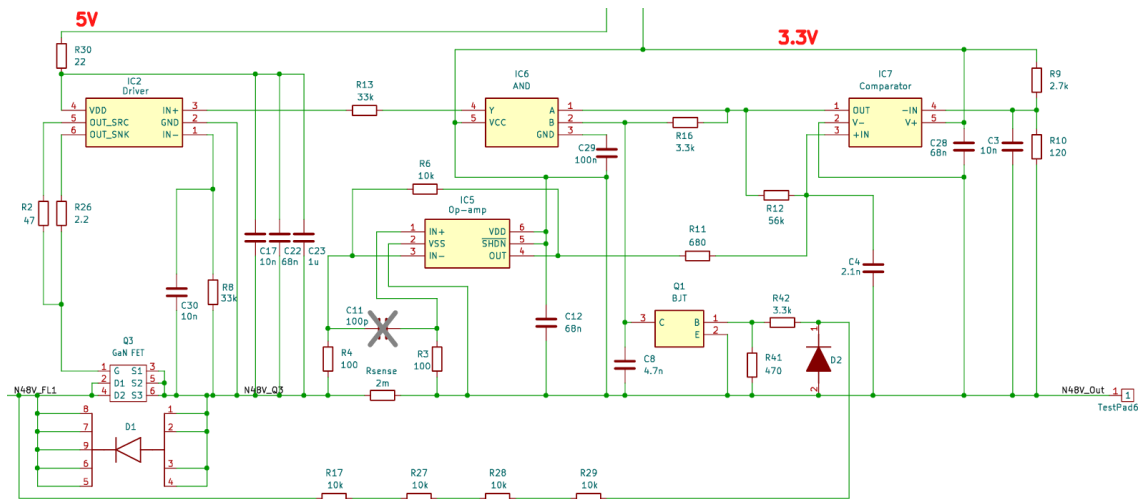 5V
3.3V
R30
22
IC2
Driver
4 VDD IN+ 3
5 OUT_SRC GND 2
6 OUT_SNK IN- 1
R13
33k
IC6
AND
4 Y A 1
5 VCC B 2
GND 3
R16
3.3k
C29
100n
IC7
Comparator
1 OUT -IN 4
2 V- V+ 5
3 +IN
R9
2.7k
C28
68n
C3
10n
R10
120
R6
10k
IC5
Op-amp
1 IN+ VDD 6
2 VSS SHDN 5
3 IN- OUT 4
R12
56k
R11
680
R2
47
R26
2.2
C17
10n
C22
68n
C23
1u
C4
2.1n
C30
10n
R8
33k
C11
100p
C12
68n
Q1
BJT
3 C B 1
E 2
R42
3.3k
Q3
GaN FET
1 G S1 3
2 D1 S2 5
4 D2 S3 6
R4
100
Rsense
2m
R3
100
C8
4.7n
R41
470
1
D2
2
N48V_FL1
N48V_Q3
N48V_Out
1 1
TestPad6
8 1
7 2
9 D1
6 3
5 4
R17
10k
R27
10k
R28
10k
R29
10k